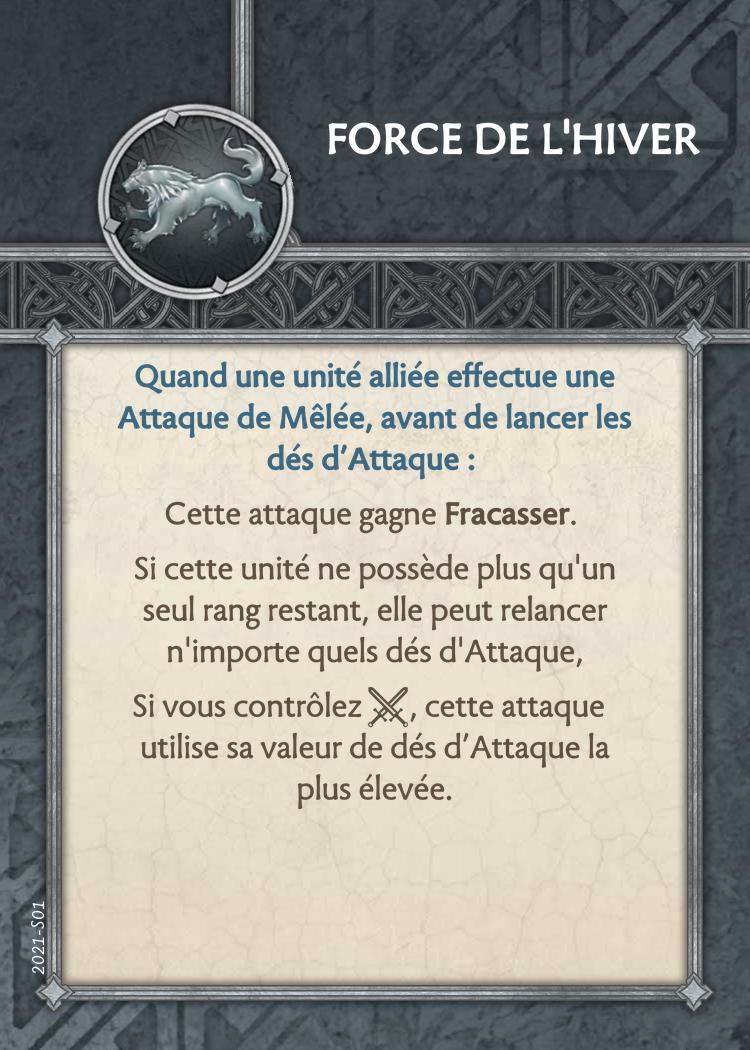 FORCE DE L'HIVER
Quand une unité alliée effectue une
Attaque de Mêlée, avant de lancer les
dés d’Attaque :
Cette attaque gagne Fracasser.
Si cette unité ne possède plus qu'un
seul rang restant, elle peut relancer
n'importe quels dés d'Attaque,
Si vous contrôlez , cette attaque
utilise sa valeur de dés d’Attaque la
plus élevée.
2021-S01